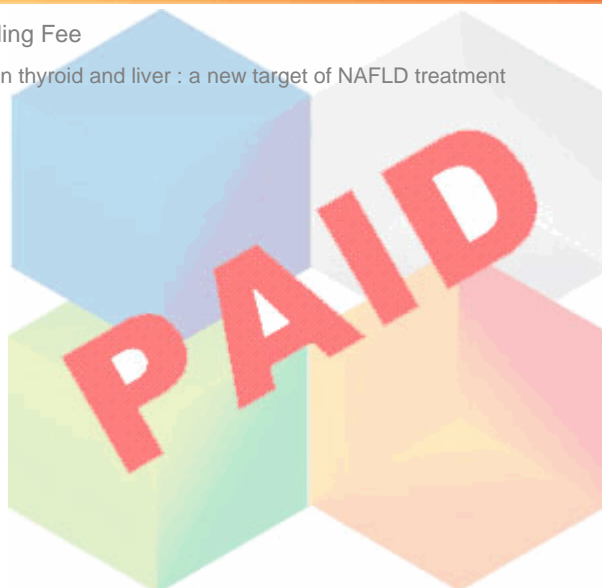 ling Fee
n thyroid and liver : a new target of NAFLD treatment
PAID